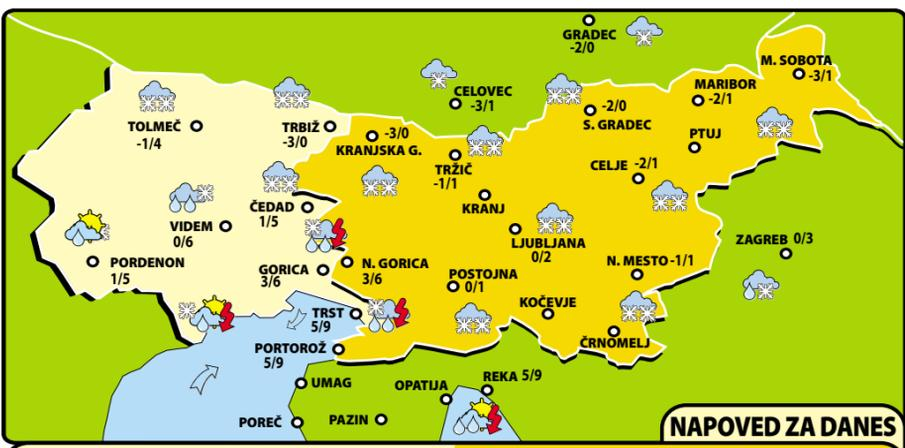 GRADEC
-2/0
M. SOBOTA
-3/1
CELOVEC
-3/1
MARIBOR
-2/1
-2/0
S. GRADEC
TOLMEČ
-1/4
TRBIŽ
-3/0
-3/0
KRANJSKA G.
PTUJ
TRŽIČ
-1/1
CELJE -2/1
KRANJ
ČEDAD
1/5
VIDEM
0/6
LJUBLJANA
0/2
ZAGREB 0/3
PORDENON
1/5
GORICA
3/6
N. GORICA
3/6
POSTOJNA
0/1
N. MESTO -1/1
KOČEVJE
TRST
5/9
ČRNOMELJ
PORTOROŽ
5/9
UMAG
OPATIJA
REKA 5/9
POREČ
PAZIN
NAPOVED ZA DANES